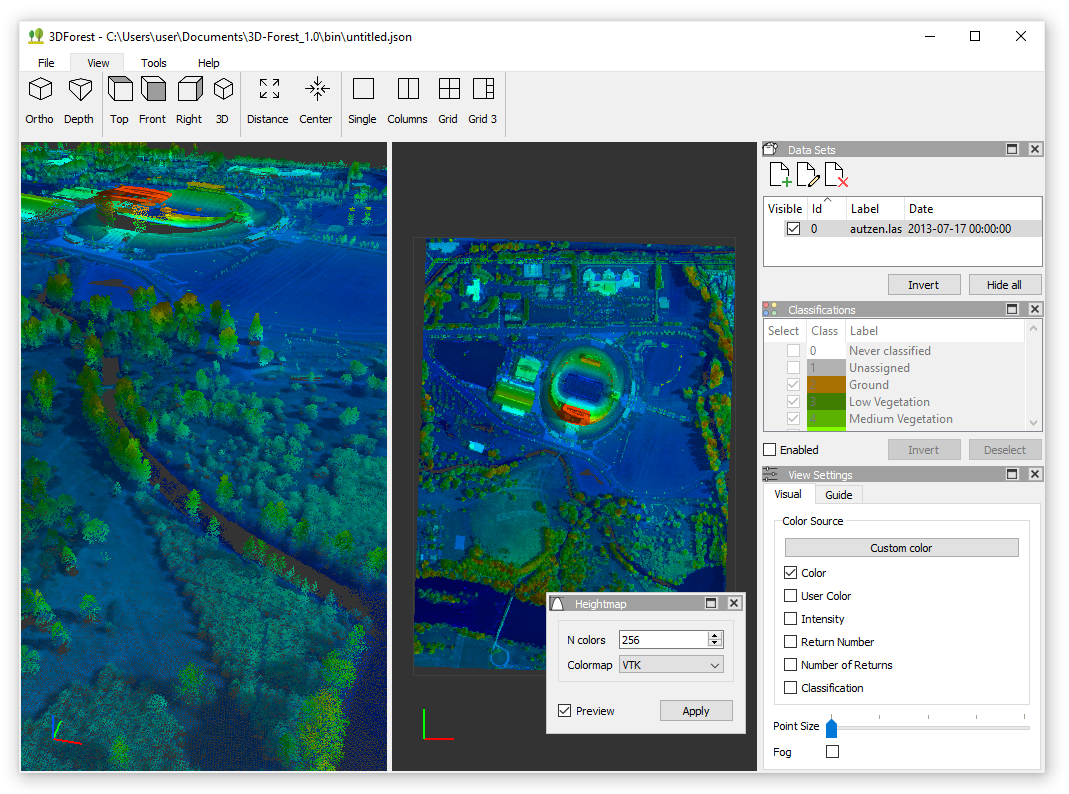 3DForest - C:\Users\user\Documents\3D-Forest_1.0\bin\untitled.json
File View Tools Help
Ortho Depth Top Front Right 3D Distance Center Single Columns Grid Grid 3
Data Sets
Visible Id Label Date
0 autzen.las 2013-07-17 00:00:00
Invert Hide all
Classifications
Select Class Label
0 Never classified
1 Unassigned
2 Ground
3 Low Vegetation
4 Medium Vegetation
Enabled Invert Deselect
View Settings
Visual Guide
Color Source
Custom color
Color
User Color
Intensity
Return Number
Number of Returns
Classification
Point Size
Fog
Heightmap
N colors 256
Colormap VTK
Preview Apply